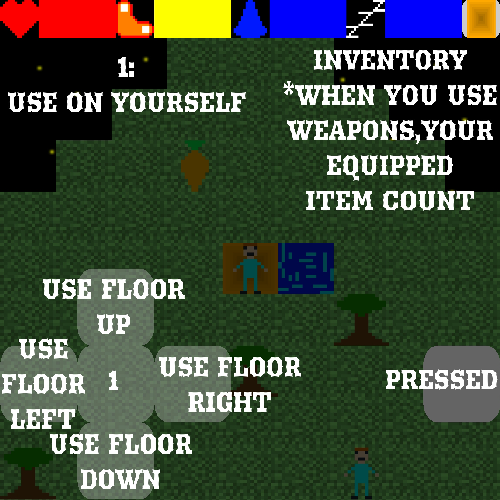 1:
USE ON YOURSELF
INVENTORY
*WHEN YOU USE
WEAPONS,YOUR
EQUIPPED
ITEM COUNT
USE FLOOR
UP
USE
FLOOR
LEFT
1
USE FLOOR
RIGHT
PRESSED
USE FLOOR
DOWN